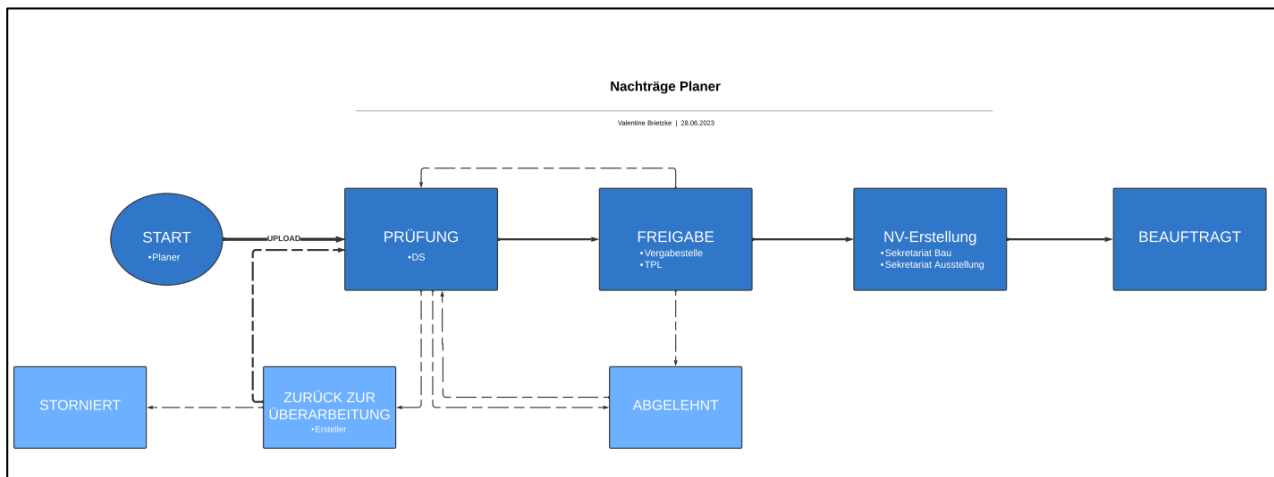 Nachträge Planer
Valentine Brietzke | 28.06.2023
START
•Planer
UPLOAD
PRÜFUNG
•DS
FREIGABE
•Vergabestelle
•TPL
NV-Erstellung
•Sekretariat Bau
•Sekretariat Ausstellung
BEAUFTRAGT
STORNIERT
ZURÜCK ZUR
ÜBERARBEITUNG
•Ersteller
ABGELEHNT